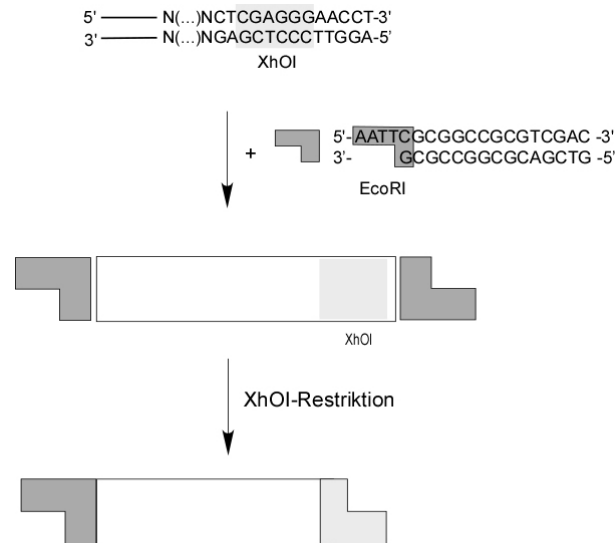 5' N(...)NCTCGAGGGAACCT-3'
3' N(...)NGAGCTCCCTTGGA-5'
XhOI
+ 5'-AATTCGCGGCCGCGTCGAC -3'
3'- GCGCCGGCGCAGCTG -5'
EcoRI
XhOI
XhOI-Restriktion